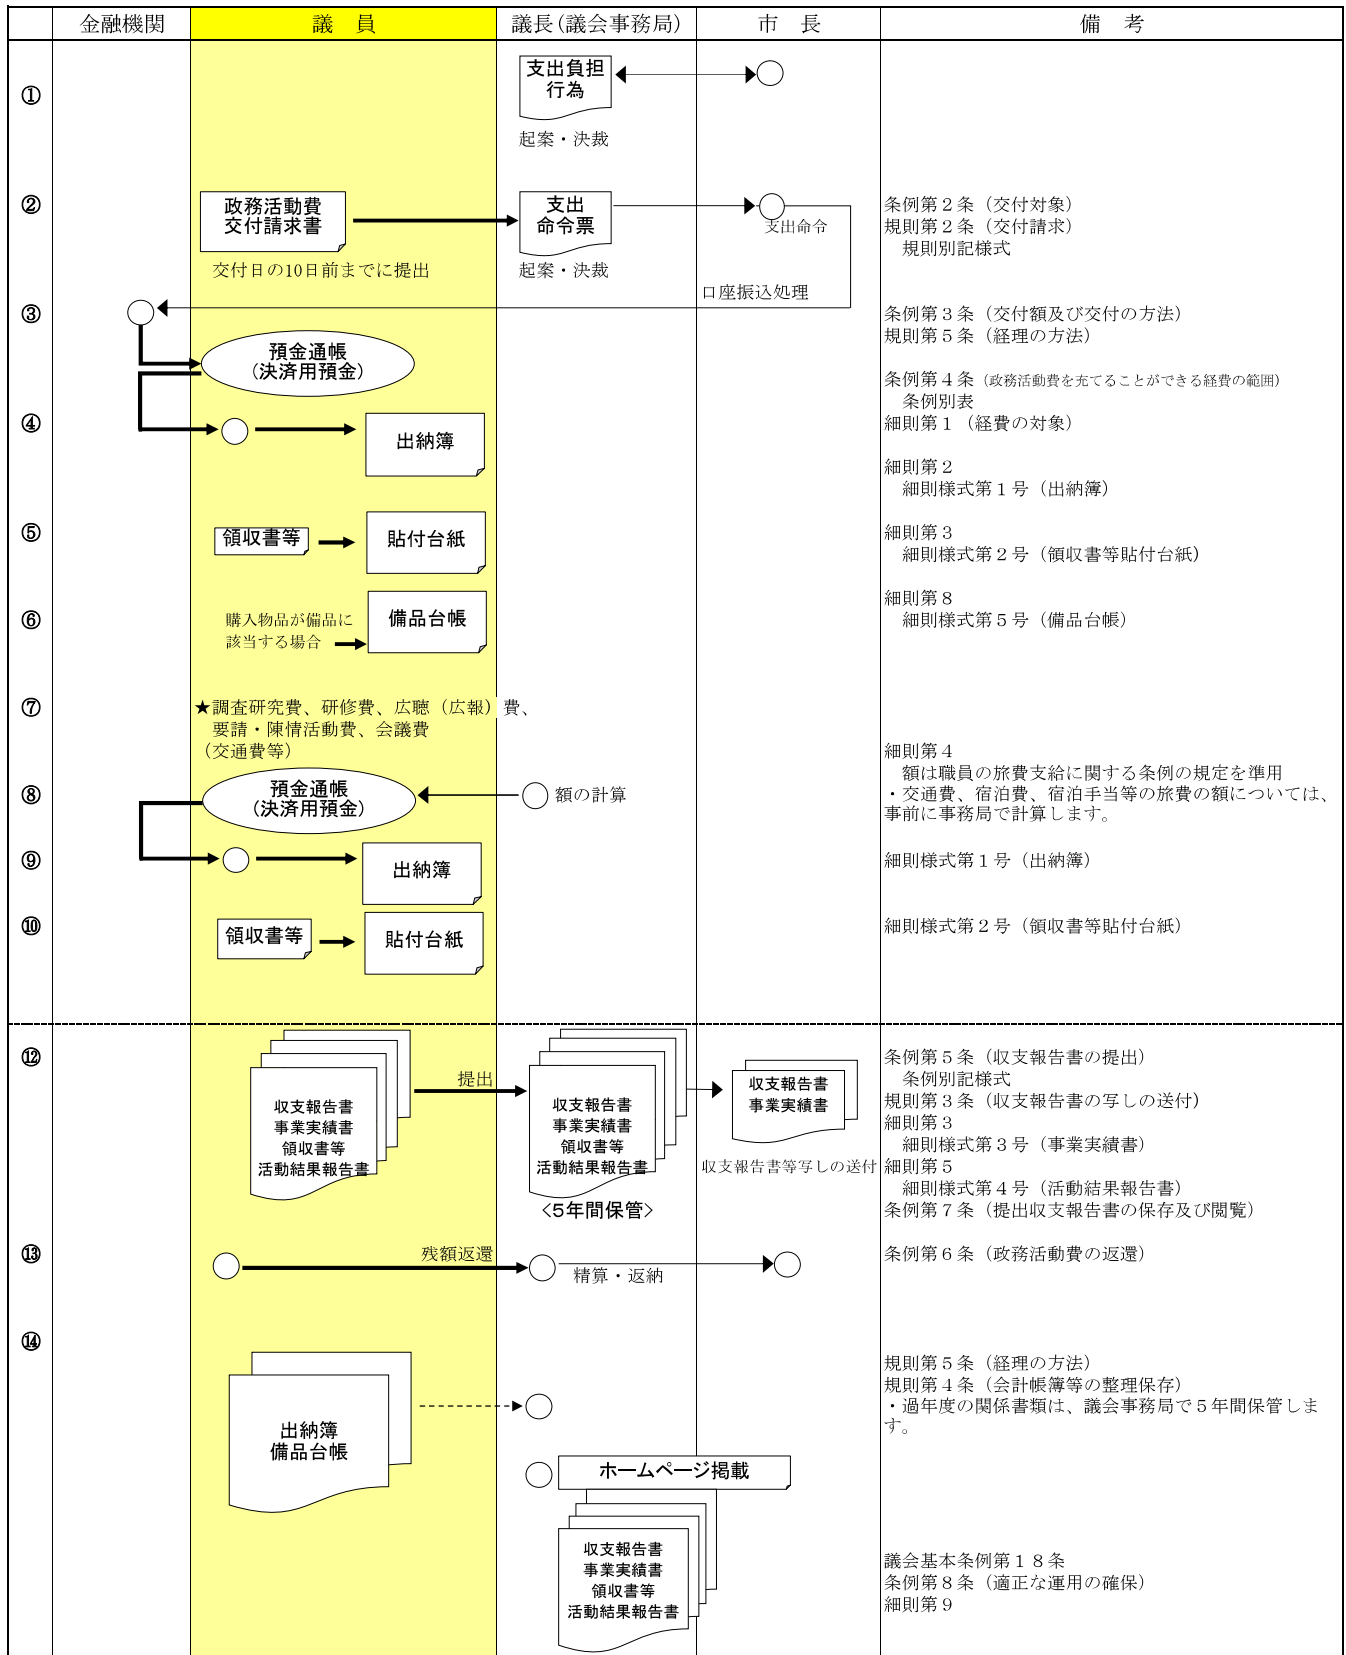 金融機関
議　員
議長（議会事務局）
市　長
備　考
①
支出負担
行為
起案・決裁
②
政務活動費
交付請求書
交付日の10日前までに提出
支出
命令票
起案・決裁
支出命令
条例第２条（交付対象）
規則第２条（交付請求）
規則別記様式
口座振込処理
③
預金通帳
（決済用預金）
条例第３条（交付額及び交付の方法）
規則第５条（経理の方法）
条例第４条（政務活動費を充てることができる経費の範囲）
条例別表
④
出納簿
細則第１（経費の対象）
細則第２
細則様式第１号（出納簿）
⑤
領収書等
貼付台紙
細則第３
細則様式第２号（領収書等貼付台紙）
⑥
購入物品が備品に
該当する場合
備品台帳
細則第８
細則様式第５号（備品台帳）
⑦
★調査研究費、研修費、広聴（広報）費、
要請・陳情活動費、会議費
（交通費等）
細則第４
額は職員の旅費支給に関する条例の規定を準用
⑧
預金通帳
（決済用預金）
額の計算
・交通費、宿泊費、宿泊手当等の旅費の額については、
事前に事務局で計算します。
⑨
出納簿
細則様式第１号（出納簿）
⑩
領収書等
貼付台紙
細則様式第２号（領収書等貼付台紙）
⑫
収支報告書
事業実績書
領収書等
活動結果報告書
提出
収支報告書
事業実績書
領収書等
活動結果報告書
<５年間保管>
収支報告書
事業実績書
収支報告書等写しの送付
条例第５条（収支報告書の提出）
条例別記様式
規則第３条（収支報告書の写しの送付）
細則第３
細則様式第３号（事業実績書）
細則第５
細則様式第４号（活動結果報告書）
条例第７条（提出収支報告書の保存及び閲覧）
⑬
残額返還
精算・返納
条例第６条（政務活動費の返還）
⑭
出納簿
備品台帳
規則第５条（経理の方法）
規則第４条（会計帳簿等の整理保存）
・過年度の関係書類は、議会事務局で５年間保管しま
す。
ホームページ掲載
収支報告書
事業実績書
領収書等
活動結果報告書
議会基本条例第１８条
条例第８条（適正な運用の確保）
細則第９